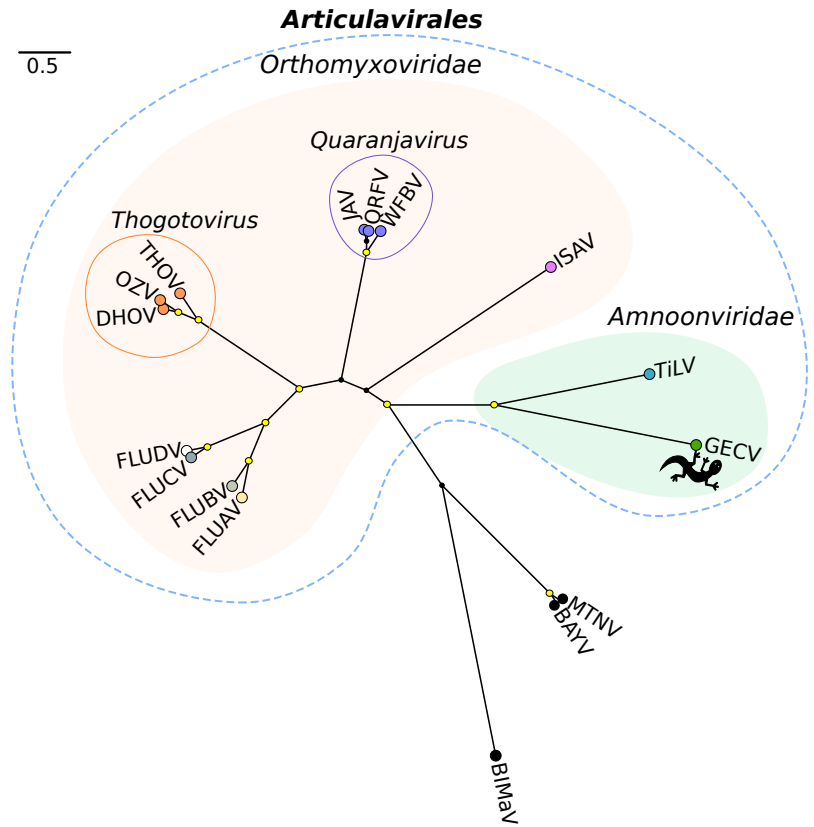 Articulavirales
0.5
Orthomyxoviridae
Quaranjavirus
JAV
QRFV
WFBV
Thogotovirus
THOV
OZV
DHOV
ISAV
Amnoonviridae
TiLV
GECV
FLUDV
FLUCV
FLUBV
FLUAV
MTNV
BAYV
BIMaV